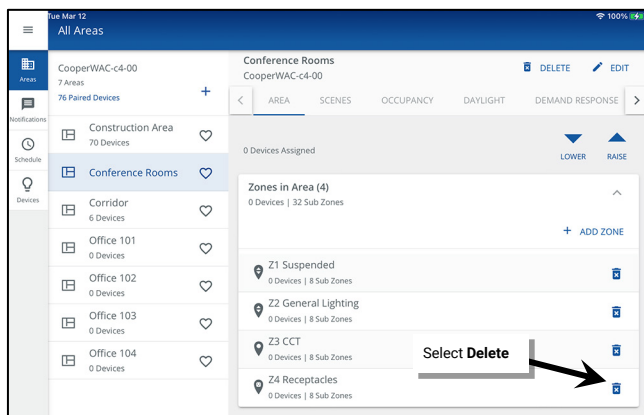 Tue Mar 12
100%
All Areas
Areas
Notifications
Schedule
Devices
CooperWAC-c4-00
7 Areas
76 Paired Devices
+
Construction Area
70 Devices
Conference Rooms
Corridor
6 Devices
Office 101
0 Devices
Office 102
0 Devices
Office 103
0 Devices
Office 104
0 Devices
Conference Rooms
CooperWAC-c4-00
DELETE
EDIT
AREA SCENES OCCUPANCY DAYLIGHT DEMAND RESPONSE
0 Devices Assigned
LOWER RAISE
Zones in Area (4)
0 Devices | 32 Sub Zones
+ ADD ZONE
Z1 Suspended
0 Devices | 8 Sub Zones
Z2 General Lighting
0 Devices | 8 Sub Zones
Z3 CCT
0 Devices | 8 Sub Zones
Select Delete
Z4 Receptacles
0 Devices | 8 Sub Zones